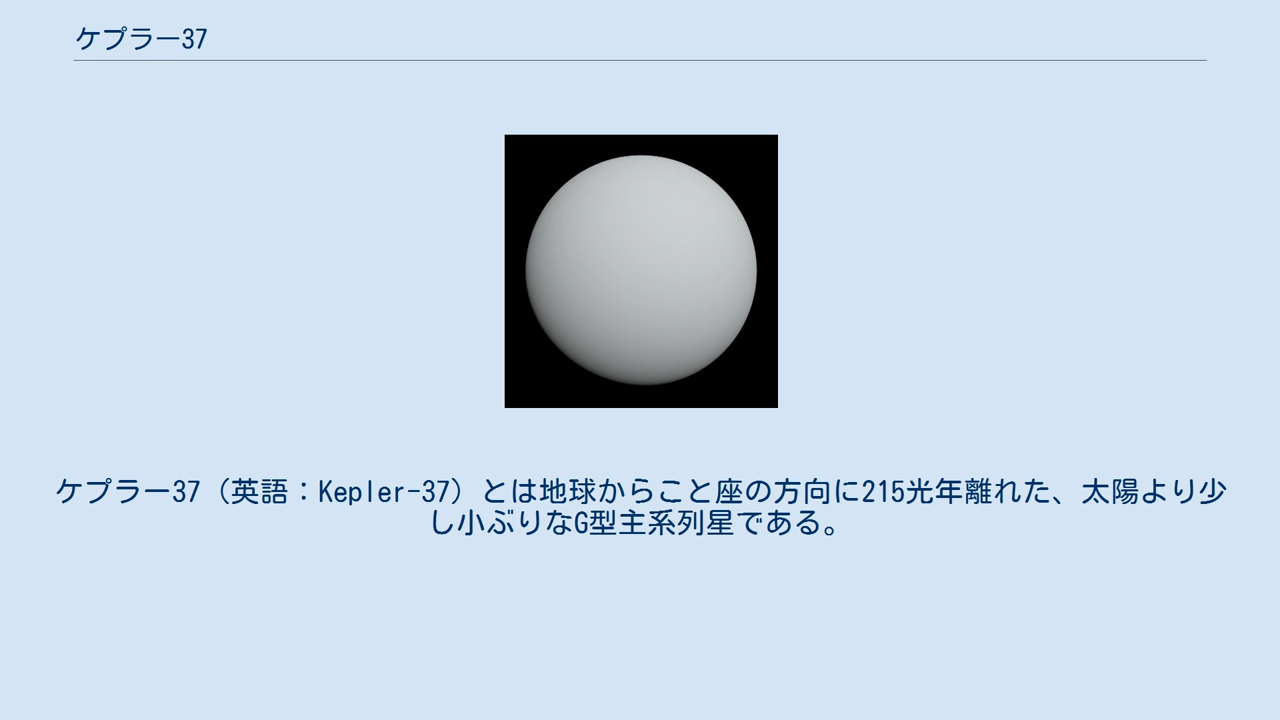 ケプラー37
ケプラー37（英語：Kepler-37）とは地球からこと座の方向に215光年離れた、太陽より少
し小ぶりなG型主系列星である。